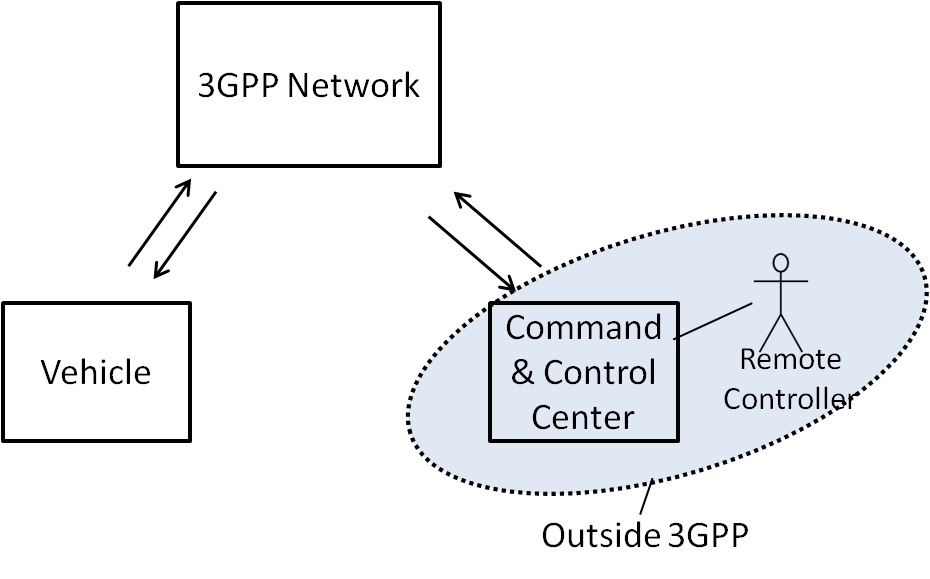 3GPP Network
Vehicle
Command
& Control
Center
Remote
Controller
Outside 3GPP